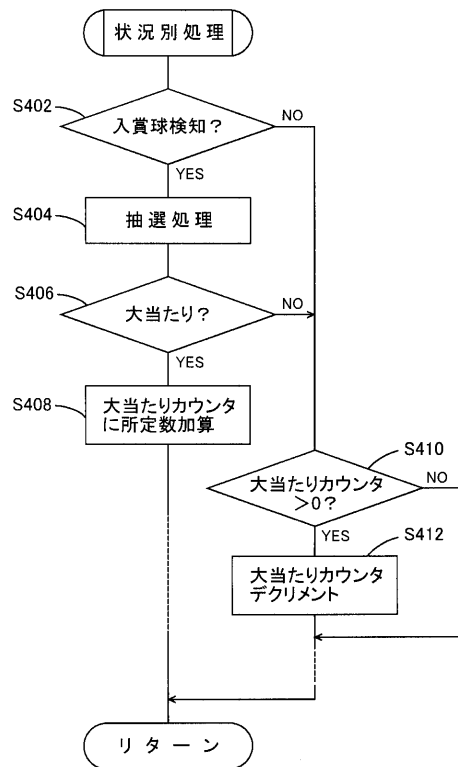 状況別処理
S402
入賞球検知？
NO
YES
S404
抽選処理
S406
大当たり？
NO
YES
S408
大当たりカウンタ
に所定数加算
S410
大当たりカウンタ
＞0？
NO
YES
S412
大当たりカウンタ
デクリメント
リターン